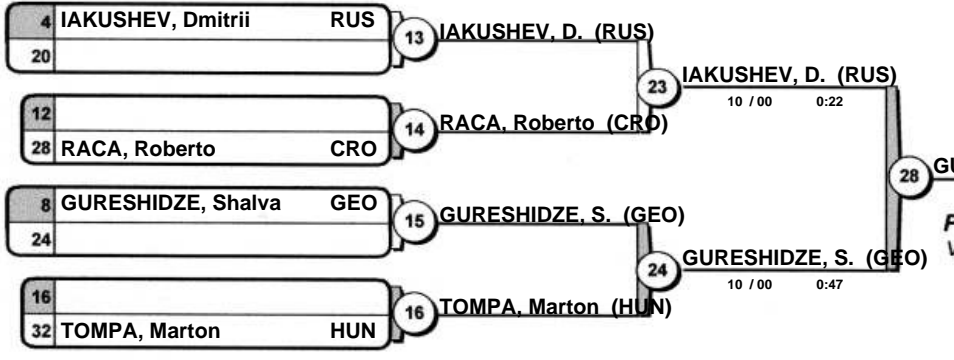 4 IAKUSHEV, Dmitrii RUS
20
13
IAKUSHEV, D. (RUS)
12
28 RACA, Roberto CRO
14
RACA, Roberto (CRO)
23
IAKUSHEV, D. (RUS)
10 / 00 0:22
8 GURESHIDZE, Shalva GEO
24
15
GURESHIDZE, S. (GEO)
16
32 TOMPA, Marton HUN
16
TOMPA, Marton (HUN)
24
GURESHIDZE, S. (GEO)
10 / 00 0:47
28